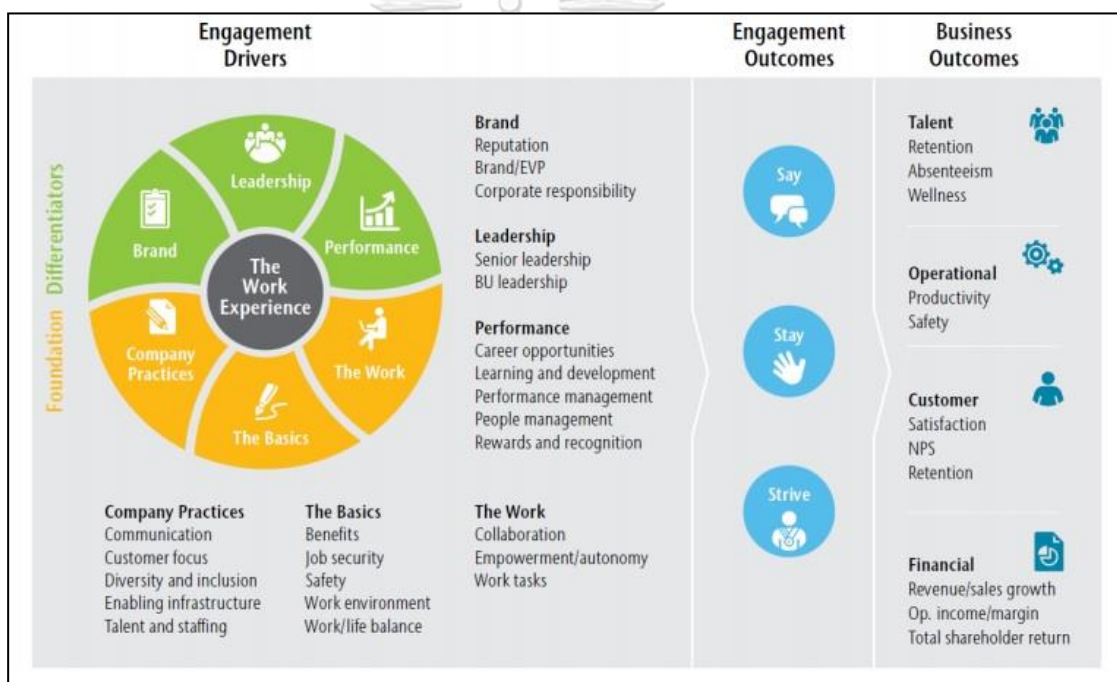 Engagement
Drivers
Engagement
Outcomes
Business
Outcomes
Differentiators
Foundation
Leadership
Brand
Performance
The
Work
Experience
Company
Practices
The Work
The Basics
Brand
Reputation
Brand/EVP
Corporate responsibility
Leadership
Senior leadership
BU leadership
Performance
Career opportunities
Learning and development
Performance management
People management
Rewards and recognition
Company Practices
Communication
Customer focus
Diversity and inclusion
Enabling infrastructure
Talent and staffing
The Basics
Benefits
Job security
Safety
Work environment
Work/life balance
The Work
Collaboration
Empowerment/autonomy
Work tasks
Say
Stay
Strive
Talent
Retention
Absenteeism
Wellness
Operational
Productivity
Safety
Customer
Satisfaction
NPS
Retention
Financial
Revenue/sales growth
Op. income/margin
Total shareholder return